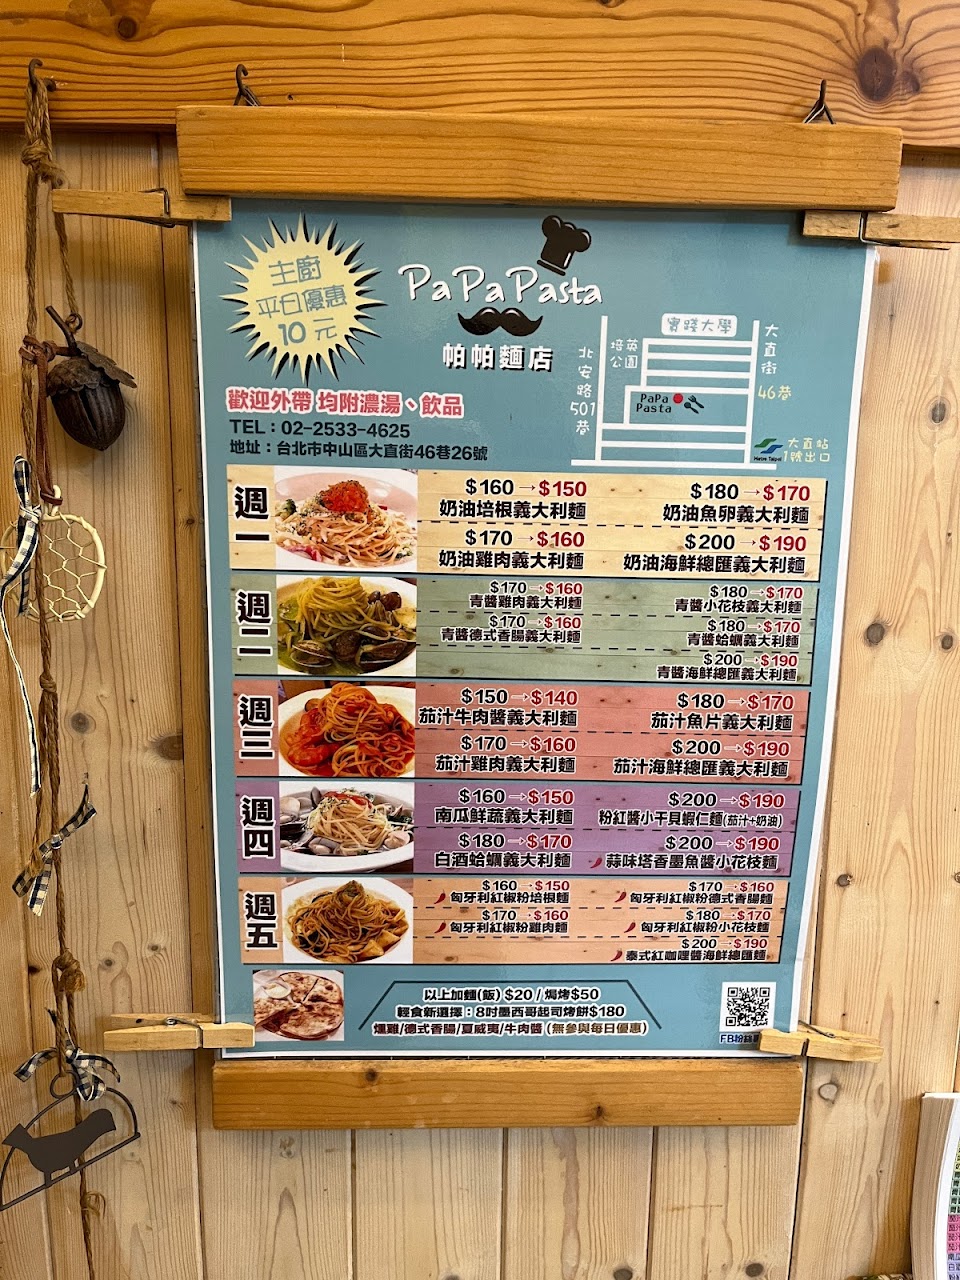 主廚
平日優惠
10元
PaPaPasta
帕帕麵店
歡迎外帶 均附濃湯、飲品
TEL：02-2533-4625
地址：台北市中山區大直街46巷26號
實踐大學
培英
公園
北安路
501
巷
大直街
46巷
PaPa
Pasta
Metro Taipei
大直站
1號出口
週一
$160→$150
奶油培根義大利麵
$180→$170
奶油魚卵義大利麵
$170→$160
奶油雞肉義大利麵
$200→$190
奶油海鮮總匯義大利麵
週二
$170→$160
青醬雞肉義大利麵
$180→$170
青醬小花枝義大利麵
$170→$160
青醬德式香腸義大利麵
$180→$170
青醬蛤蠣義大利麵
$200→$190
青醬海鮮總匯義大利麵
週三
$150→$140
茄汁牛肉醬義大利麵
$180→$170
茄汁魚片義大利麵
$170→$160
茄汁雞肉義大利麵
$200→$190
茄汁海鮮總匯義大利麵
週四
$160→$150
南瓜鮮蔬義大利麵
$200→$190
粉紅醬小干貝蝦仁麵(茄汁+奶油)
$180→$170
白酒蛤蠣義大利麵
$200→$190
蒜味塔香墨魚醬小花枝麵
週五
$160→$150
匈牙利紅椒粉培根麵
$170→$160
匈牙利紅椒粉德式香腸麵
$170→$160
匈牙利紅椒粉雞肉麵
$180→$170
匈牙利紅椒粉小花枝麵
$200→$190
泰式紅咖哩醬海鮮總匯麵
以上加麵(飯) $20 / 焗烤$50
輕食新選擇：8吋墨西哥起司烤餅$180
燻雞/德式香腸/夏威夷/牛肉醬 (無參與每日優惠)
FB粉絲